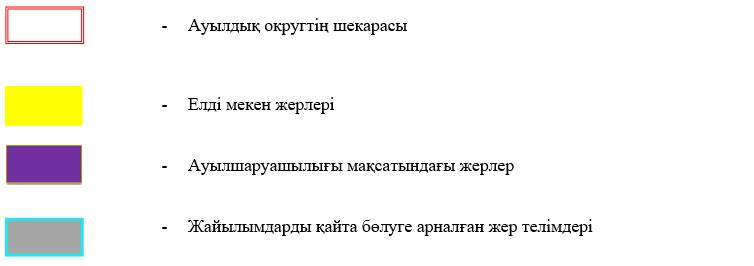 - Ауылдық округтің шекарасы
- Елді мекен жерлері
- Ауылшаруашылығы мақсатындағы жерлер
- Жайылымдарды қайта бөлуге арналған жер телімдері